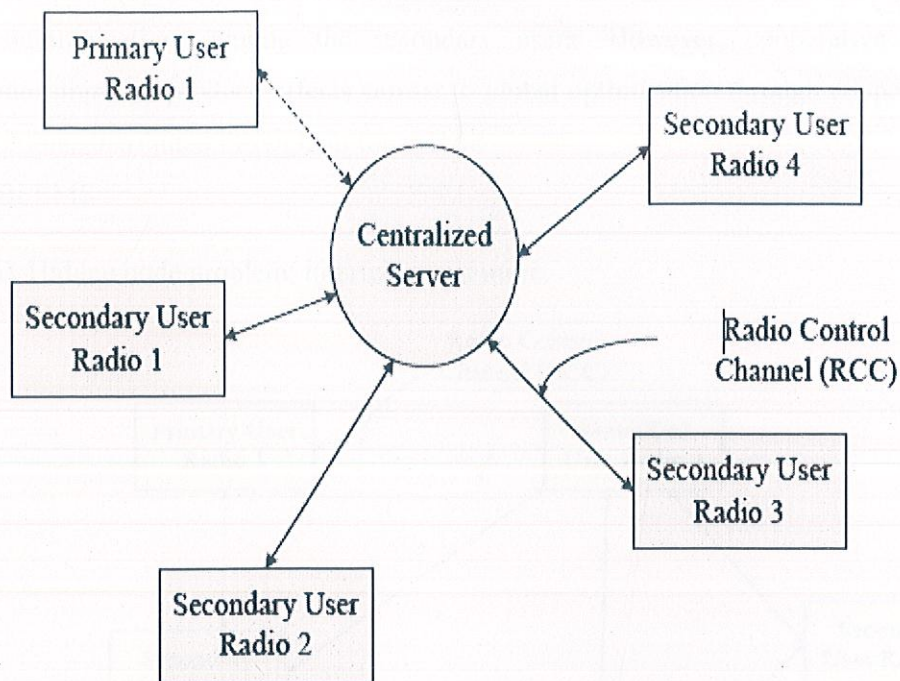 Primary User
Radio 1
Secondary User
Radio 4
Centralized
Server
Secondary User
Radio 1
Radio Control
Channel (RCC)
Secondary User
Radio 3
Secondary User
Radio 2